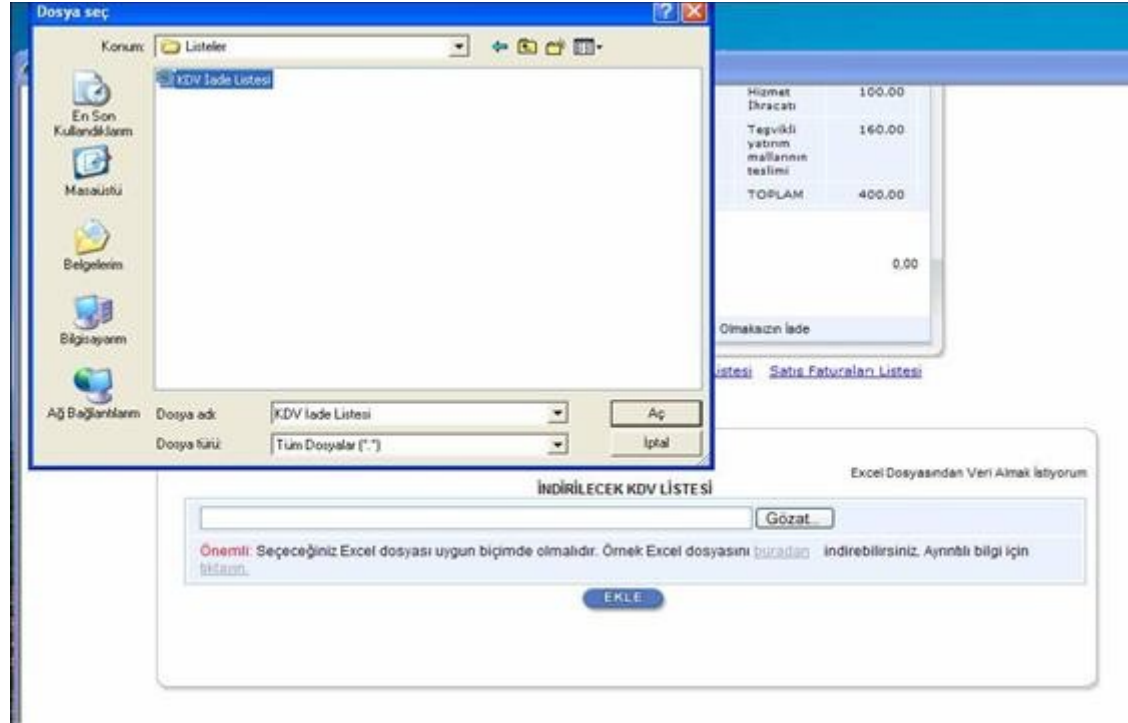 Dosya seç
Konum: Listeler
KDV İade Listesi
En Son
Kullandıklarım
Masaüstü
Belgelerim
Bilgisayarım
Ağ Bağlantılarım
Dosya adı: KDV İade Listesi Aç
Dosya türü: Tüm Dosyalar (*.*) İptal
Hizmet
İhracatı
100.00
Teşvikli
yatırım
mallarının
teslimi
160.00
TOPLAM 400.00
0,00
Olmaksızın İade
Listesi Satış Faturaları Listesi
Excel Dosyasından Veri Almak İstiyorum
İNDİRİLECEK KDV LİSTESİ
Gözat...
Önemli: Seçeceğiniz Excel dosyası uygun biçimde olmalıdır. Örnek Excel dosyasını buradan indirebilirsiniz. Ayrıntılı bilgi için
tıklayın.
EKLE